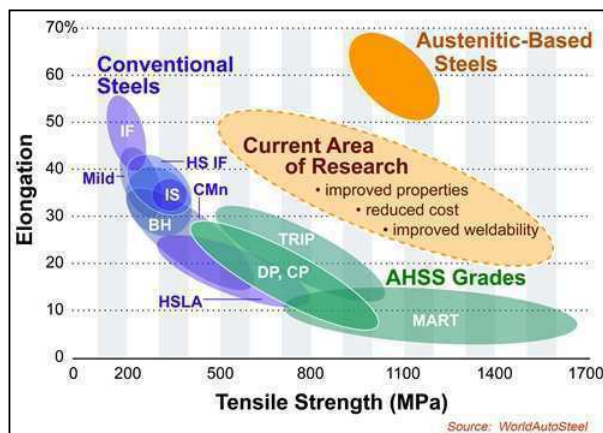 70%
60
50
40
30
20
10
0
Elongation
Conventional
Steels
Austenitic-Based
Steels
IF
HS IF
Mild
IS
CMn
BH
Current Area
of Research
• improved properties
• reduced cost
• improved weldability
TRIP
DP, CP
AHSS Grades
HSLA
MART
200
500
800
1100
1400
1700
Tensile Strength (MPa)
Source: WorldAutoSteel